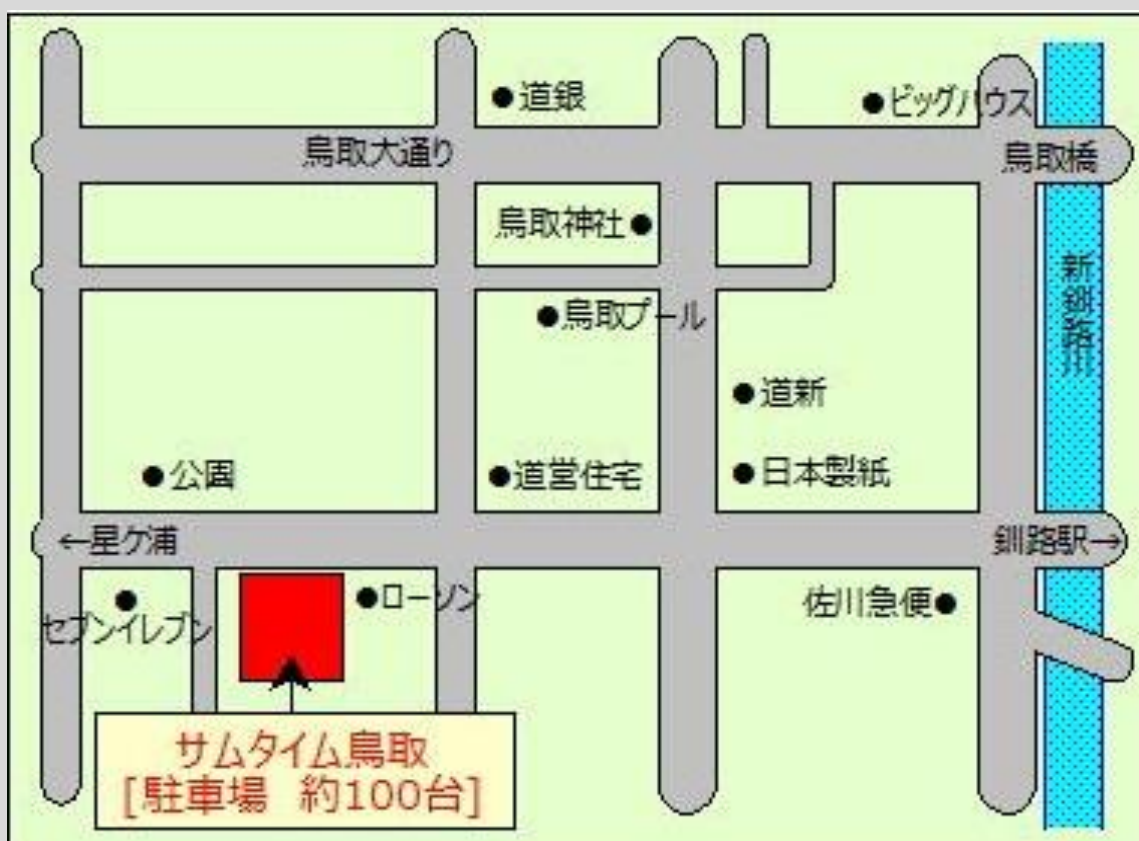 道銀
ビッグハウス
鳥取大通り
鳥取橋
鳥取神社
新釧路川
鳥取プール
道新
公園
道営住宅
日本製紙
←星ケ浦
釧路駅→
セブンイレブン
ローソン
佐川急便
サムタイム鳥取
[駐車場 約100台]